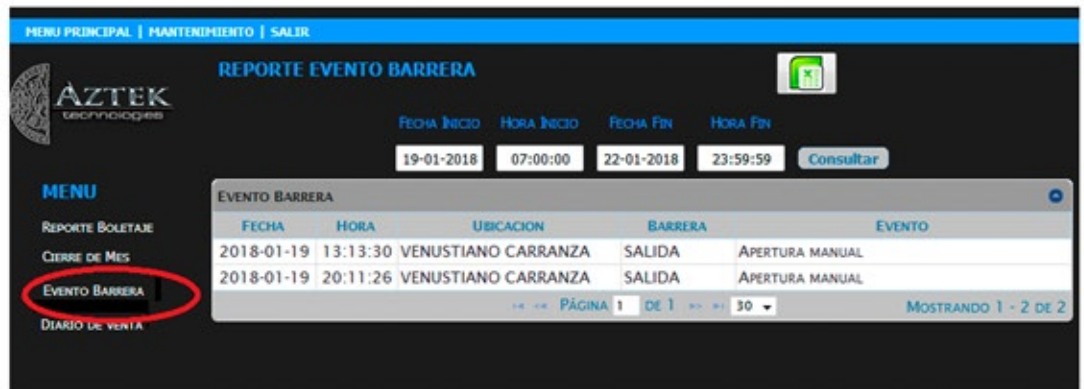 MENU PRINCIPAL | MANTENIMIENTO | SALIR
AZTEK
technologies
REPORTE EVENTO BARRERA
FECHA INICIO HORA INICIO FECHA FIN HORA FIN
19-01-2018 07:00:00 22-01-2018 23:59:59 Consultar
MENU
REPORTE BOLETAJE
CIERRE DE MES
EVENTO BARRERA
DIARIO DE VENTA
EVENTO BARRERA
FECHA HORA UBICACION BARRERA EVENTO
2018-01-19 13:13:30 VENUSTIANO CARRANZA SALIDA APERTURA MANUAL
2018-01-19 20:11:26 VENUSTIANO CARRANZA SALIDA APERTURA MANUAL
PÁGINA 1 DE 1 30 MOSTRANDO 1 - 2 DE 2